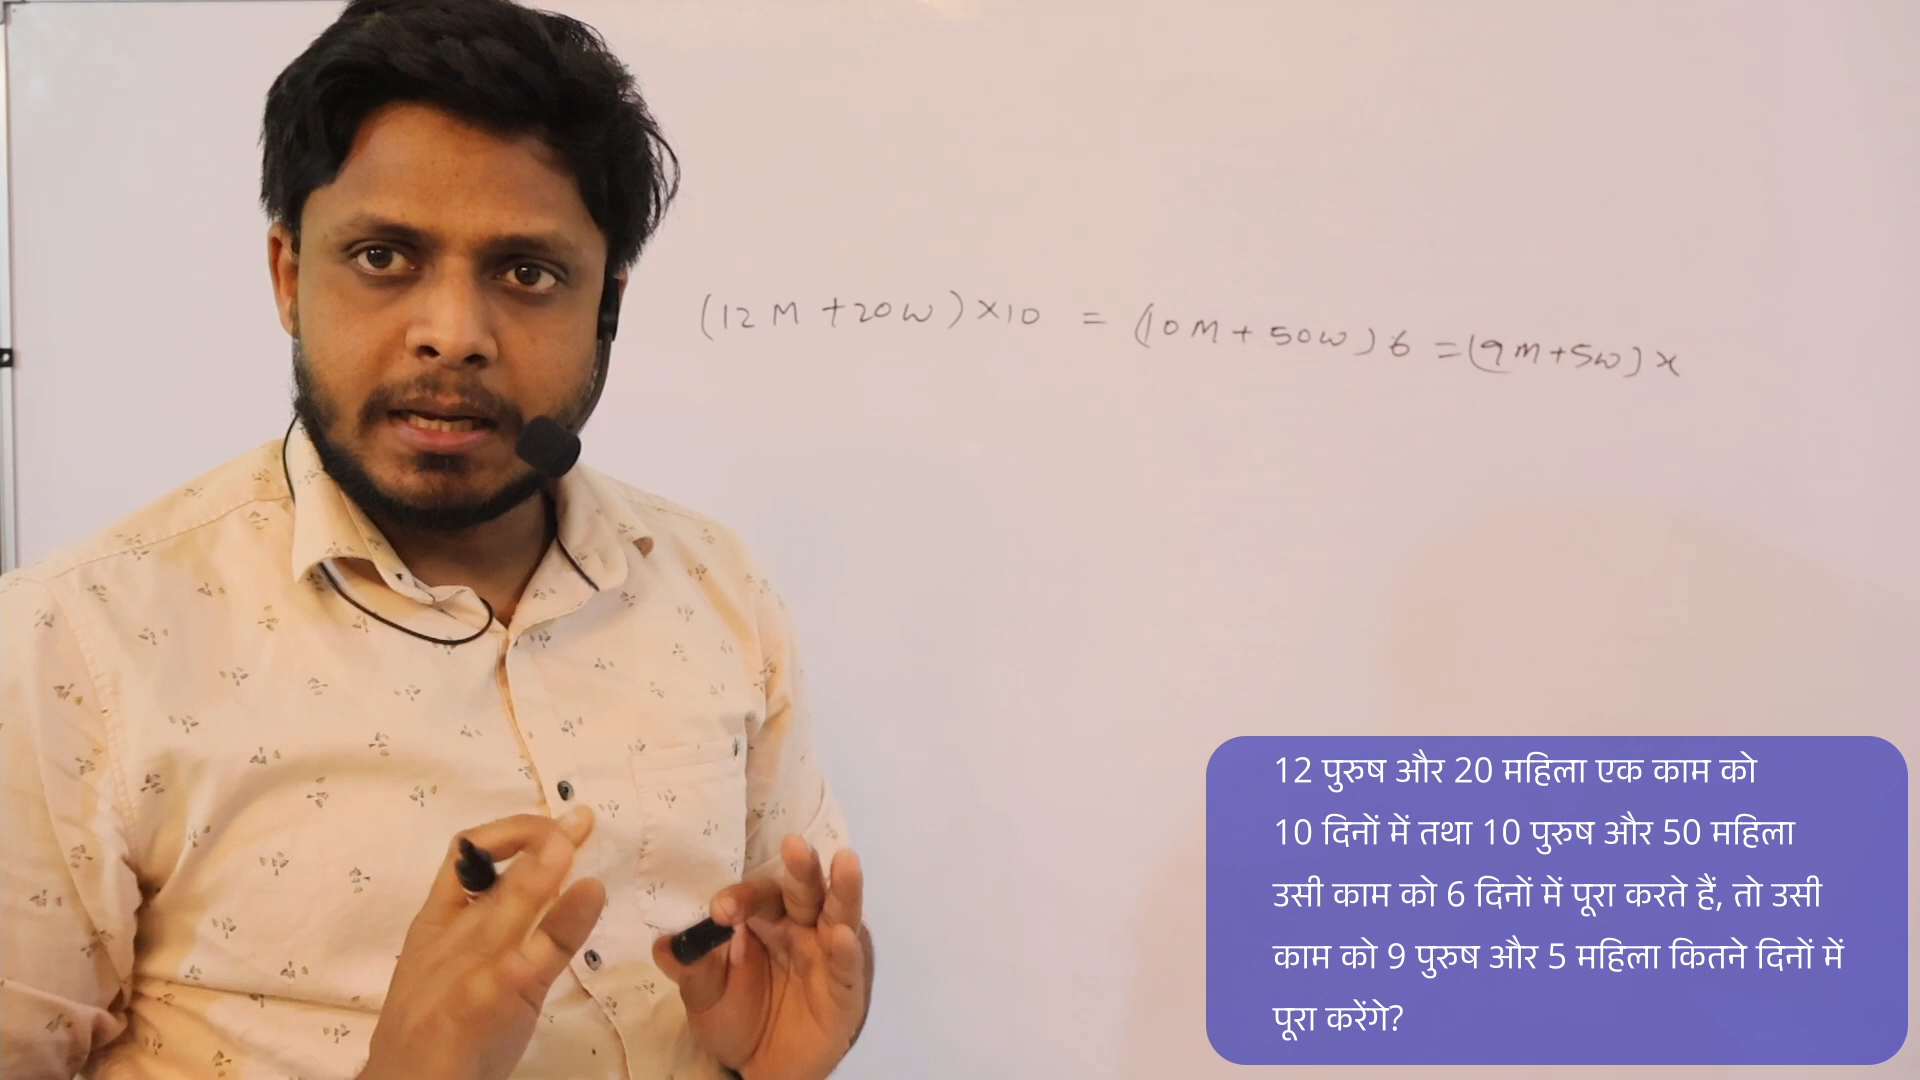 (12M + 20w) × 10 = (10M + 50w) 6 = (9M + 5w) x
12 पुरुष और 20 महिला एक काम को
10 दिनों में तथा 10 पुरुष और 50 महिला
उसी काम को 6 दिनों में पूरा करते हैं, तो उसी
काम को 9 पुरुष और 5 महिला कितने दिनों में
पूरा करेंगे?